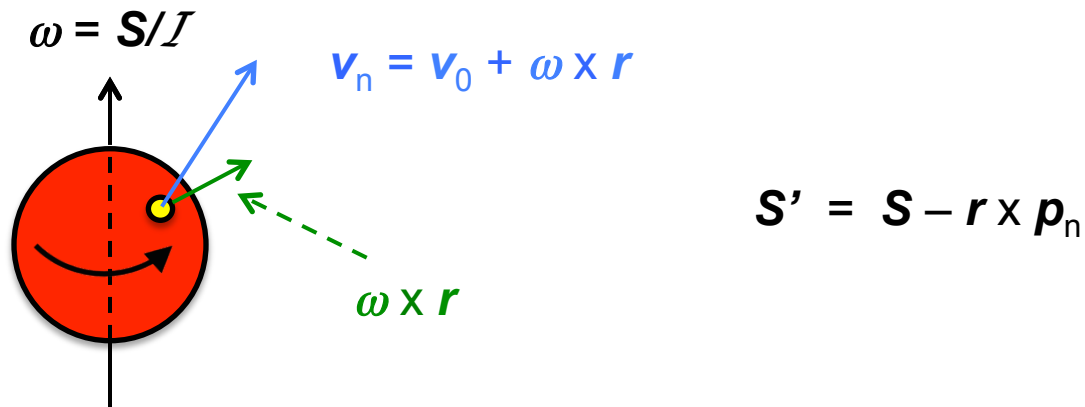 ω = S/I
vₙ = v₀ + ω x r
S’ = S – r x pₙ
ω x r